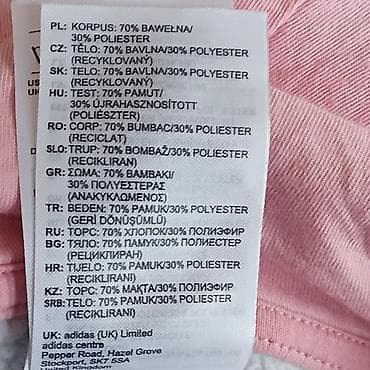 PL: KORPUS: 70% BAWEŁNA/
30% POLIESTER
CZ: TĚLO: 70% BAVLNA/30% POLYESTER
(RECYKLOVANÝ)
SK: TELO: 70% BAVLNA/30% POLYESTER
(RECYKLOVANÝ)
HU: TEST: 70% PAMUT/
30% ÚJRAHASZNOSÍTOTT
(POLIÉSZTER)
RO: CORP: 70% BUMBAC/30% POLIESTER
(RECICLAT)
SLO: TRUP: 70% BOMBAŽ/30% POLIESTER
(RECIKLIRAN)
GR: ΣΩΜΑ: 70% ΒΑΜΒΑΚΙ/
30% ΠΟΛΥΕΣΤΕΡΑΣ
(ΑΝΑΚΥΚΛΩΜΕΝΟΣ)
TR: BEDEN: 70% PAMUK/30% POLYESTER
(GERİ DÖNÜŞÜMLÜ)
RU: ТОРС: 70% ХЛОПОК/30% ПОЛИЭФИР
BG: ТЯЛО: 70% ПАМУК/30% ПОЛИЕСТЕР
(РЕЦИКЛИРАН)
HR: TIJELO: 70% PAMUK/30% POLIESTER
(RECIKLIRANI)
KZ: ТОРС: 70% МАҚТА/30% ПОЛИЭФИР
SRB: TELO: 70% PAMUK/30% POLIESTER
(RECIKLIRANI)
UK: adidas (UK) Limited
adidas centre
Pepper Road, Hazel Grove
Stockport, SK7 5SA
United Kingdom
US
UK
D